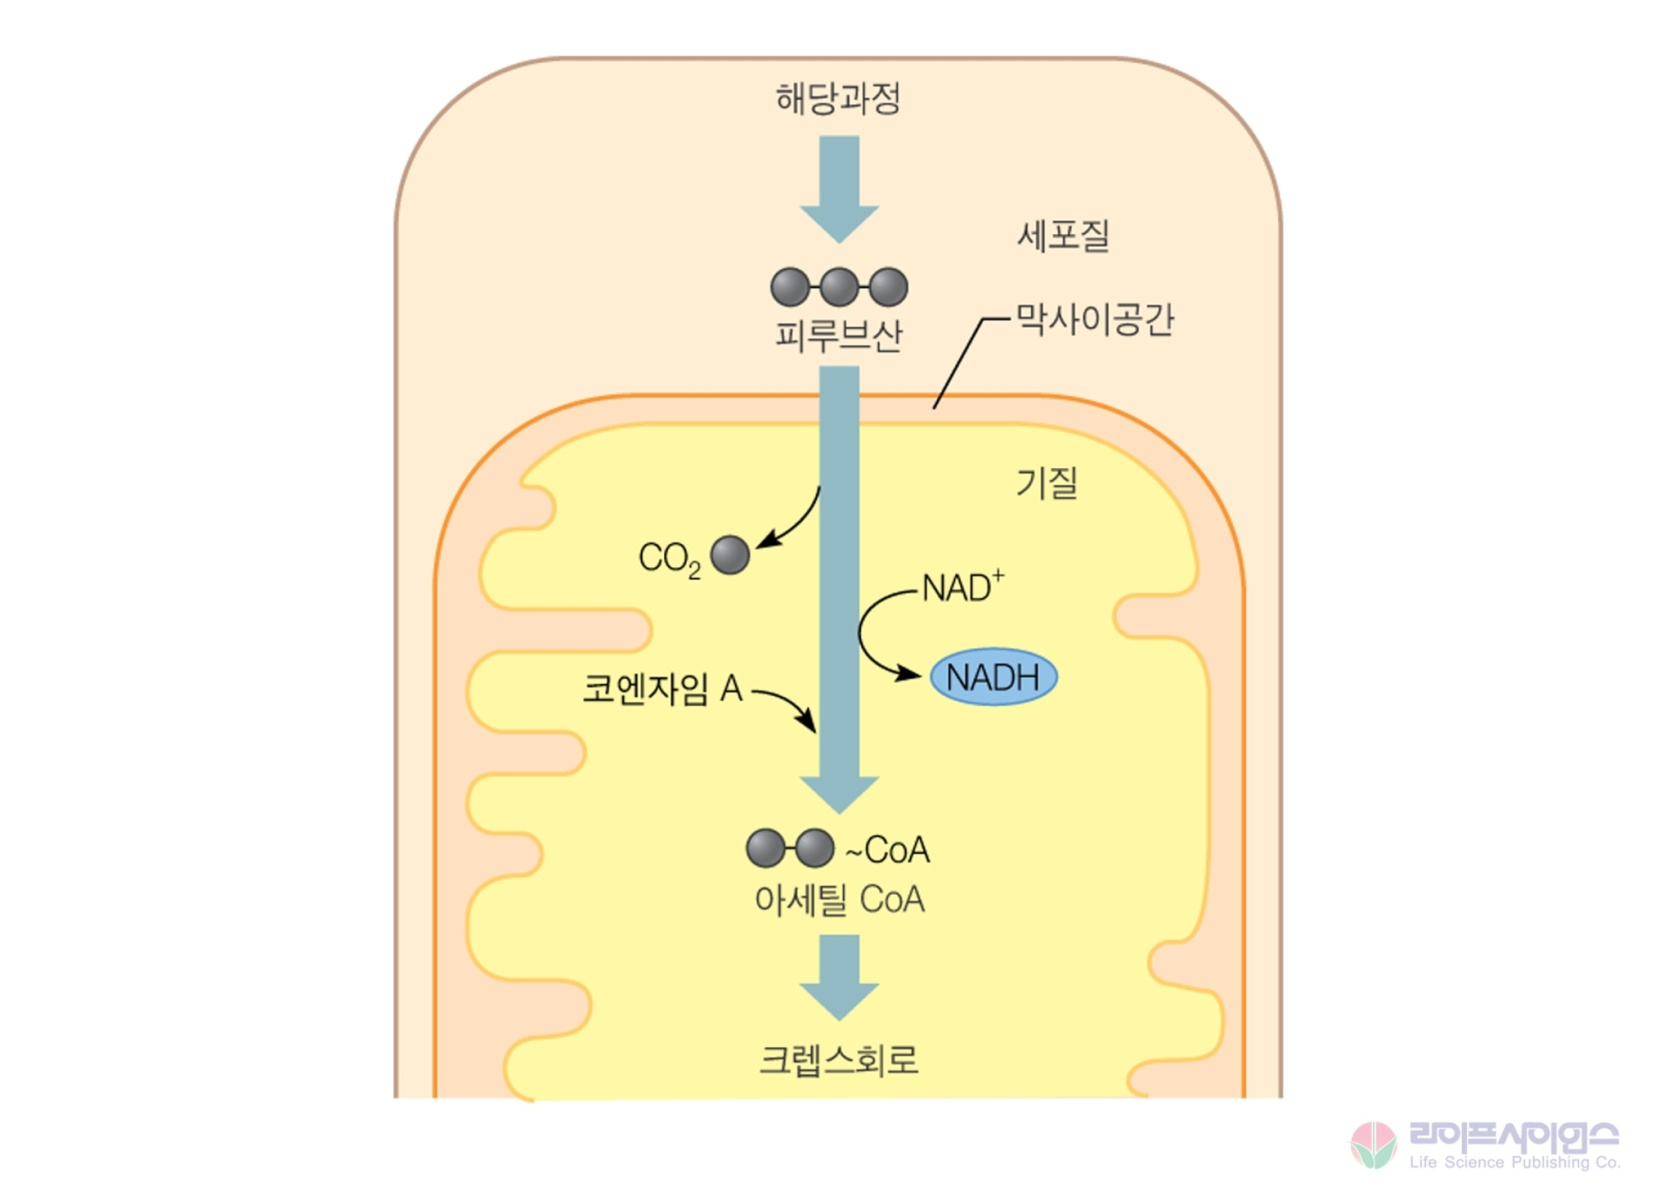 해당과정
세포질
피루브산
막사이공간
기질
CO2
NAD+
NADH
코엔자임 A
~CoA
아세틸 CoA
크렙스회로
라이프사이언스
Life Science Publishing Co.